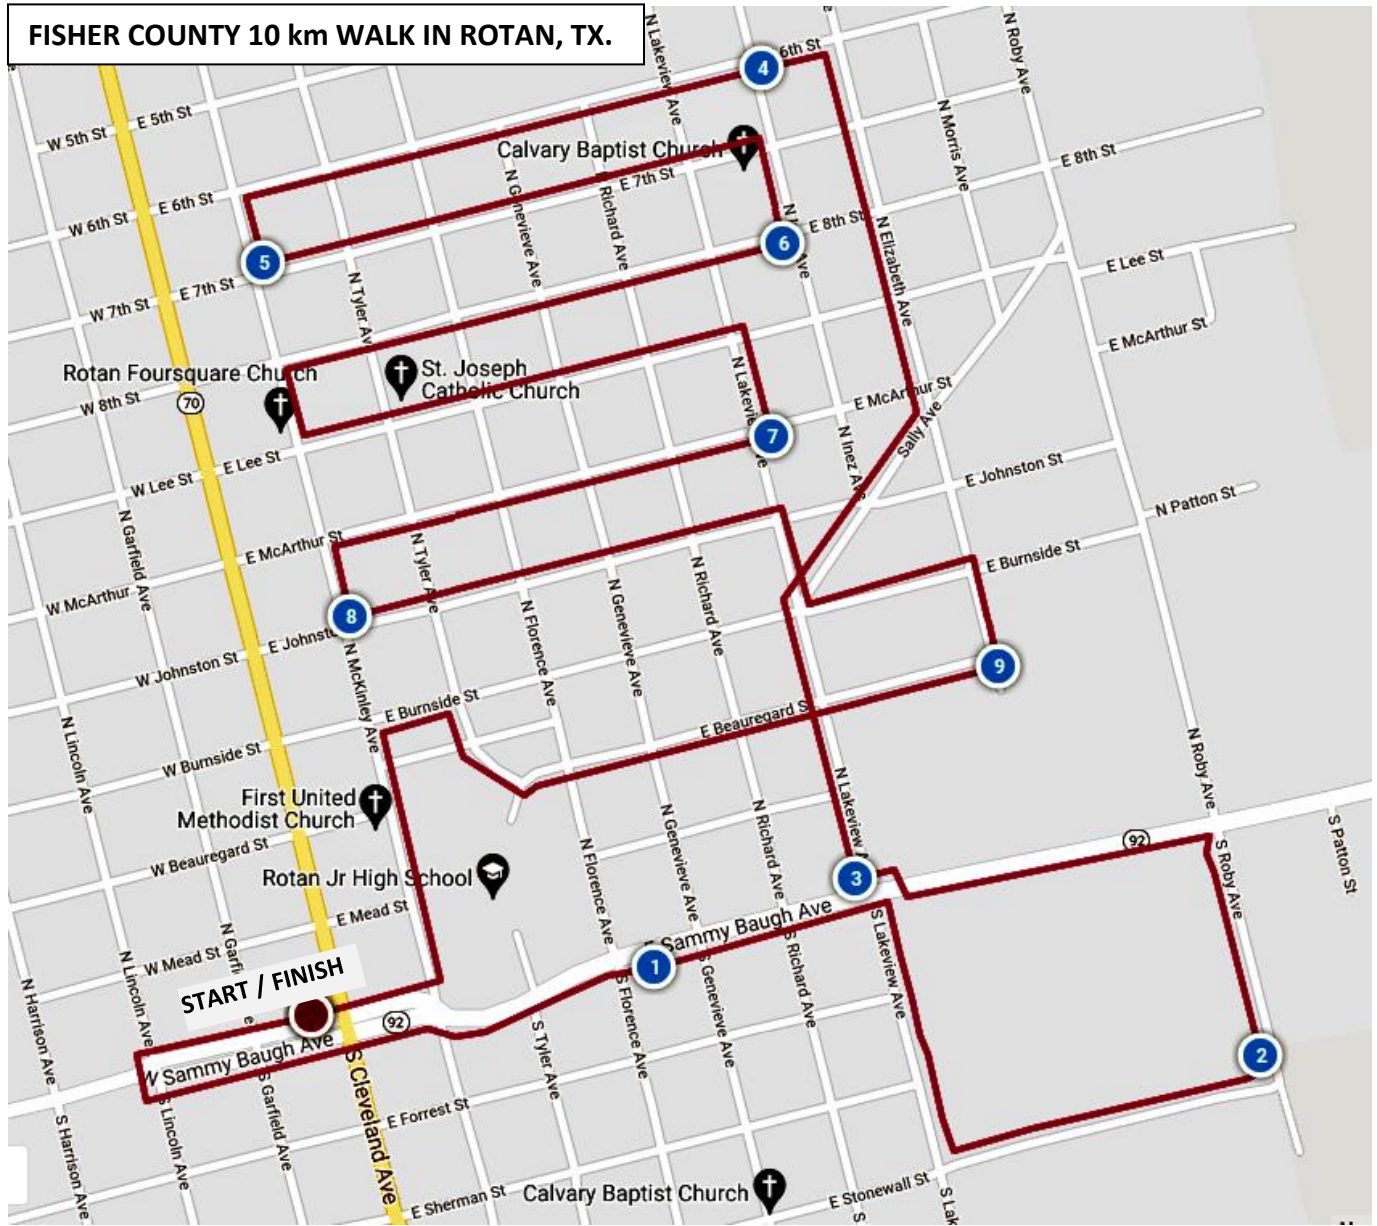 FISHER COUNTY 10 km WALK IN ROTAN, TX.
N Lakeview Ave
4
6th St
N Roby Ave
W 5th St
E 5th St
Calvary Baptist Church
N Morris Ave
E 8th St
W 6th St
E 6th St
N Genevieve Ave
Richard Ave
E 7th St
E 8th St
N Elizabeth Ave
5
6
W 7th St
E 7th St
N Tyler Av
E Lee St
E McArthur St
Rotan Foursquare Church
St. Joseph
Catholic Church
W 8th St
70
N Lakevie
7
E McArthur St
Sally Ave
N Inez Av
W Lee St
E Lee St
E Johnston St
N Patton St
N Garfield Ave
E McArthur St
N Tyler Ave
N Richard Ave
E Burnside St
W McArthur
8
N Florence Ave
N Genevieve Ave
W Johnston St
E Johnsto
N McKinley Ave
9
E Burnside St
E Beauregard S
N Lincoln Ave
W Burnside St
N Roby Ave
First United
Methodist Church
N Lakeview A
N Richard Ave
N Genevieve Ave
N Florence Ave
92
S Patton St
S Roby Ave
W Beauregard St
Rotan Jr High School
3
E Mead St
Sammy Baugh Ave
S Lakeview Ave
W Mead St
N Garfi
N Lincoln Ave
N Harrison Ave
START / FINISH
1
S Richard Ave
S Genevieve Ave
S Florence Ave
92
S Tyler Ave
2
W Sammy Baugh Ave
S Cleveland Ave
S Garfield Ave
S Lincoln Ave
S Harrison Ave
E Forrest St
E Sherman St
Calvary Baptist Church
E Stonewall St
S Lak
S